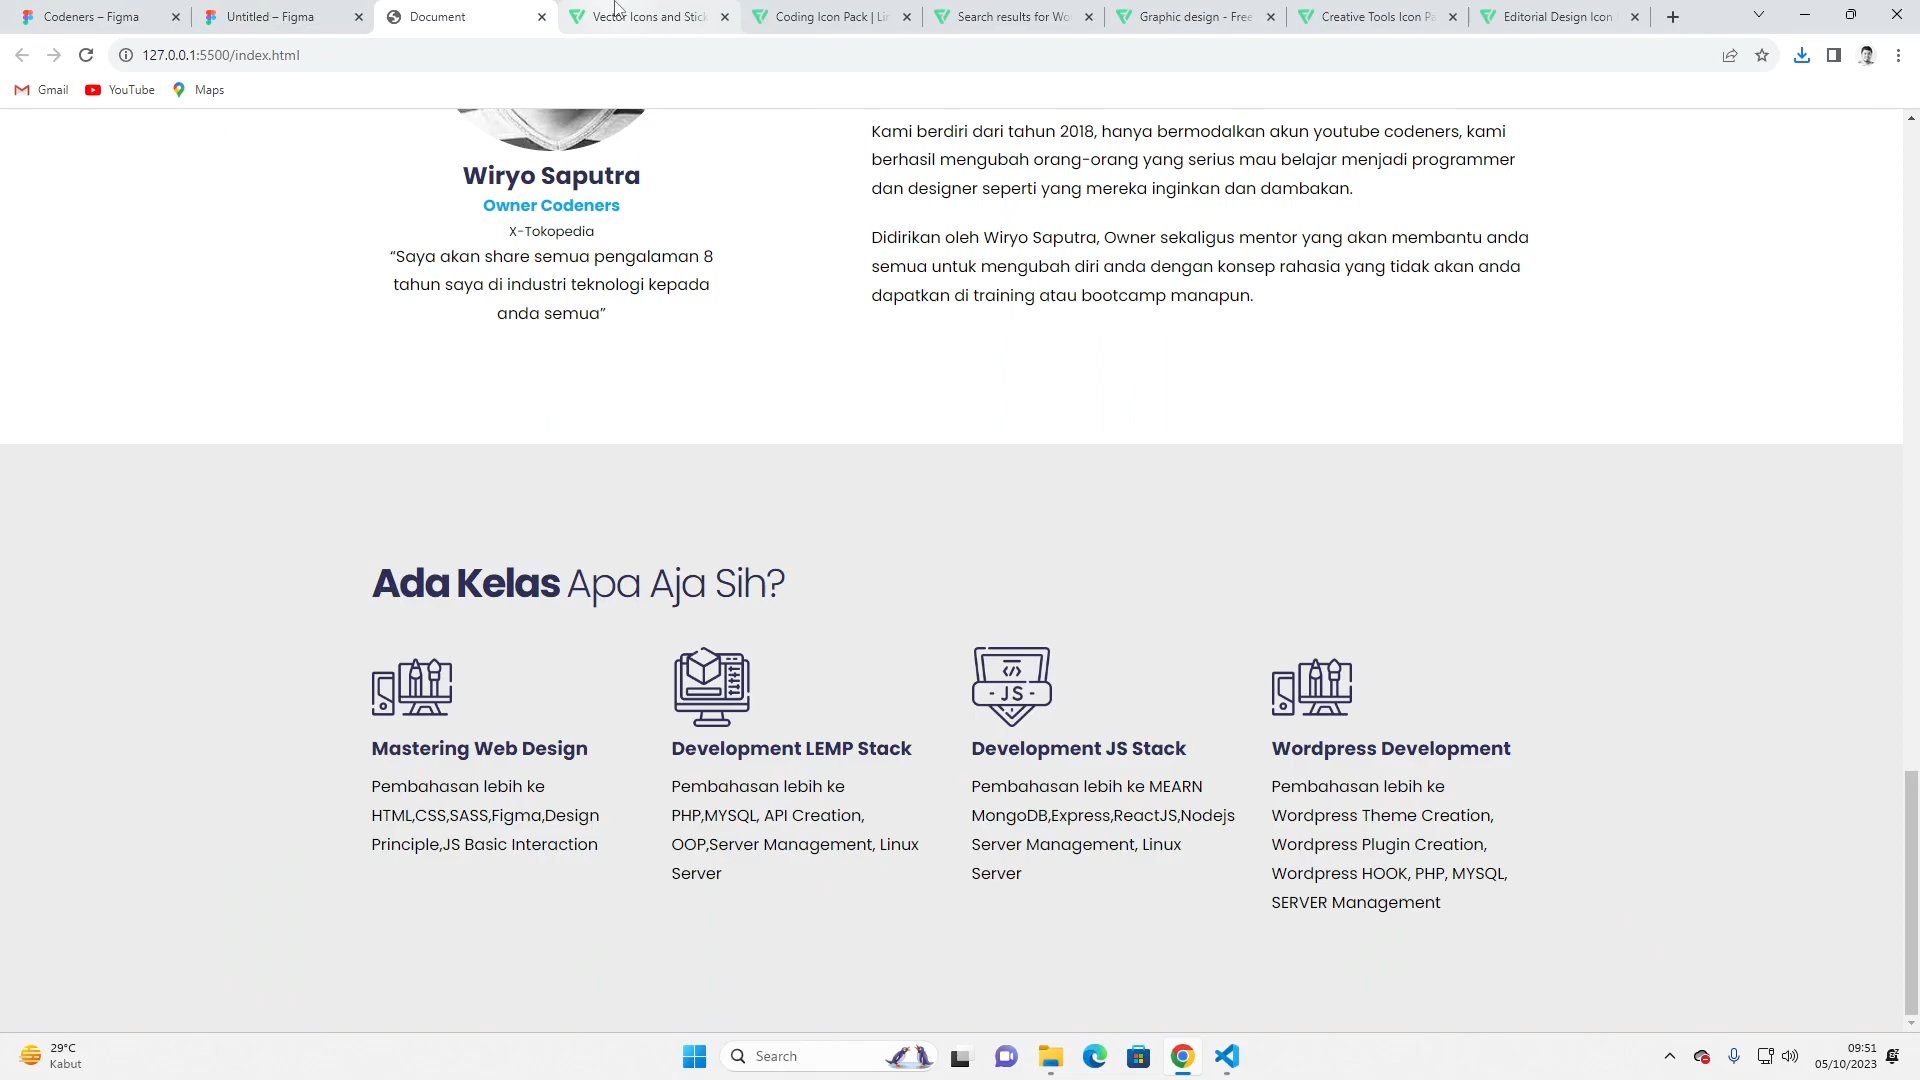 Codeners – Figma
Untitled – Figma
Document
Vector Icons and Stick
Coding Icon Pack | Lin
Search results for Wo
Graphic design - Free
Creative Tools Icon Pa
Editorial Design Icon
127.0.0.1:5500/index.html
Gmail
YouTube
Maps
Wiryo Saputra
Owner Codeners
X-Tokopedia
“Saya akan share semua pengalaman 8
tahun saya di industri teknologi kepada
anda semua”
Kami berdiri dari tahun 2018, hanya bermodalkan akun youtube codeners, kami
berhasil mengubah orang-orang yang serius mau belajar menjadi programmer
dan designer seperti yang mereka inginkan dan dambakan.
Didirikan oleh Wiryo Saputra, Owner sekaligus mentor yang akan membantu anda
semua untuk mengubah diri anda dengan konsep rahasia yang tidak akan anda
dapatkan di training atau bootcamp manapun.
Ada Kelas Apa Aja Sih?
</>
- JS -
Mastering Web Design
Pembahasan lebih ke
HTML,CSS,SASS,Figma,Design
Principle,JS Basic Interaction
Development LEMP Stack
Pembahasan lebih ke
PHP,MYSQL, API Creation,
OOP,Server Management, Linux
Server
Development JS Stack
Pembahasan lebih ke MEARN
MongoDB,Express,ReactJS,Nodejs
Server Management, Linux
Server
Wordpress Development
Pembahasan lebih ke
Wordpress Theme Creation,
Wordpress Plugin Creation,
Wordpress HOOK, PHP, MYSQL,
SERVER Management
29°C
Kabut
Search
09:51
05/10/2023